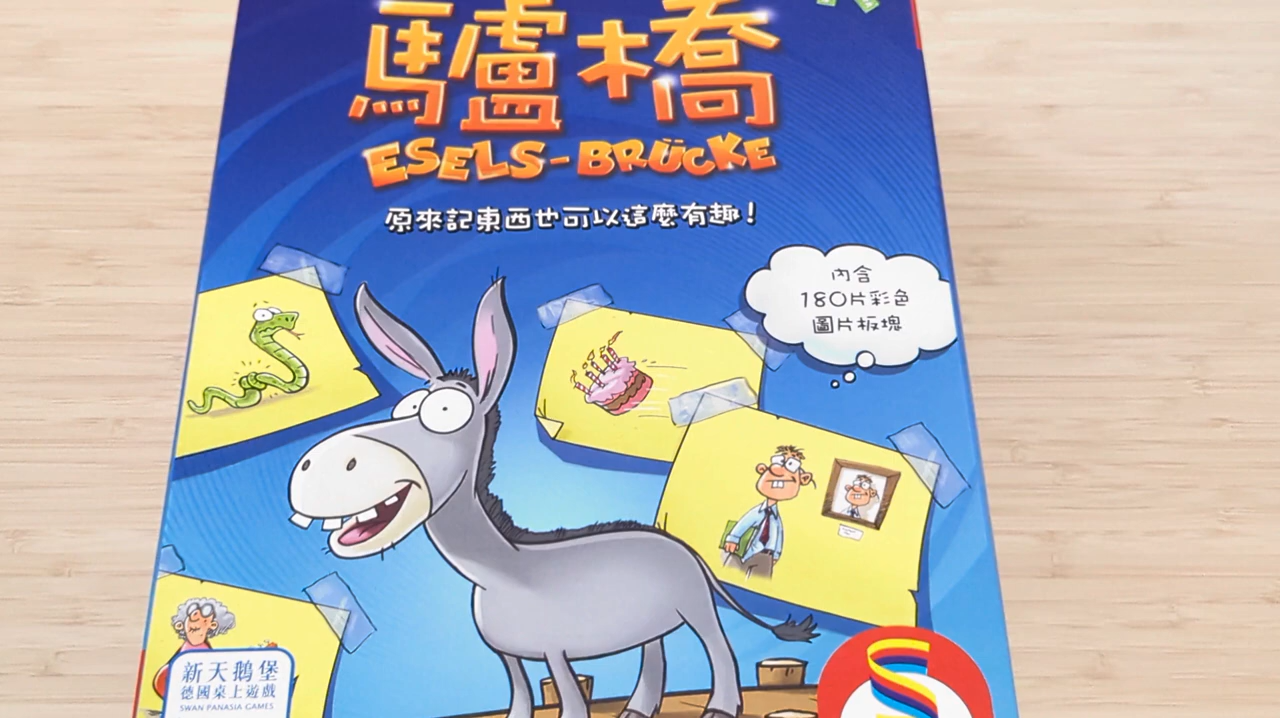 驢橋
ESELS-BRÜCKE
原來記東西也可以這麼有趣！
內含
180片彩色
圖片板塊
新天鵝堡
德國桌上遊戲
SWAN PANASIA GAMES